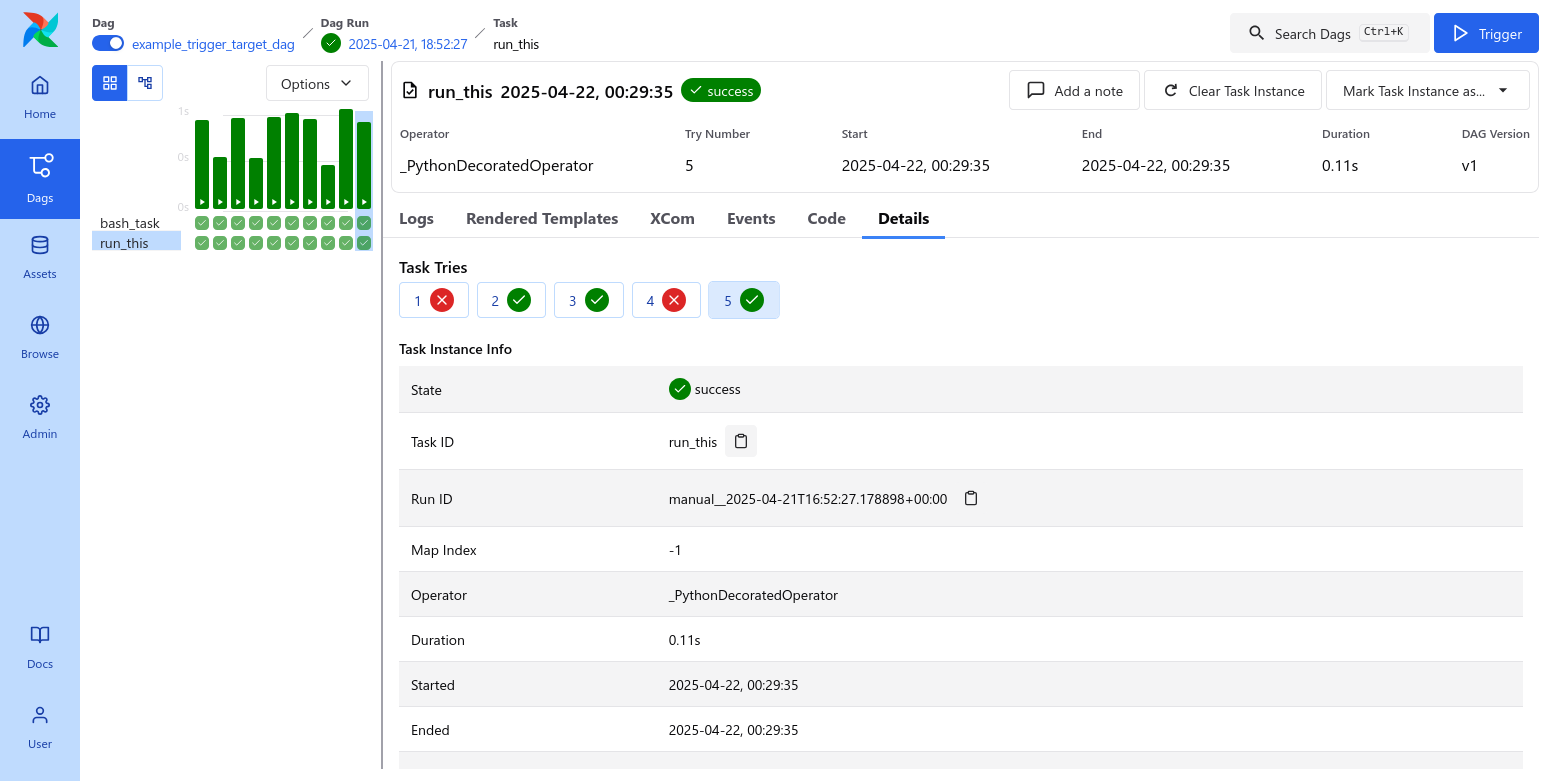 Dag
example_trigger_target_dag
Dag Run
2025-04-21, 18:52:27
Task
run_this
Search Dags Ctrl+K
Trigger
Home
Dags
Assets
Browse
Admin
Docs
User
Options
1s
0s
0s
bash_task
run_this
run_this 2025-04-22, 00:29:35 success
Add a note
Clear Task Instance
Mark Task Instance as...
Operator Try Number Start End Duration DAG Version
_PythonDecoratedOperator 5 2025-04-22, 00:29:35 2025-04-22, 00:29:35 0.11s v1
Logs Rendered Templates XCom Events Code Details
Task Tries
1 2 3 4 5
Task Instance Info
State success
Task ID run_this
Run ID manual__2025-04-21T16:52:27.178898+00:00
Map Index -1
Operator _PythonDecoratedOperator
Duration 0.11s
Started 2025-04-22, 00:29:35
Ended 2025-04-22, 00:29:35